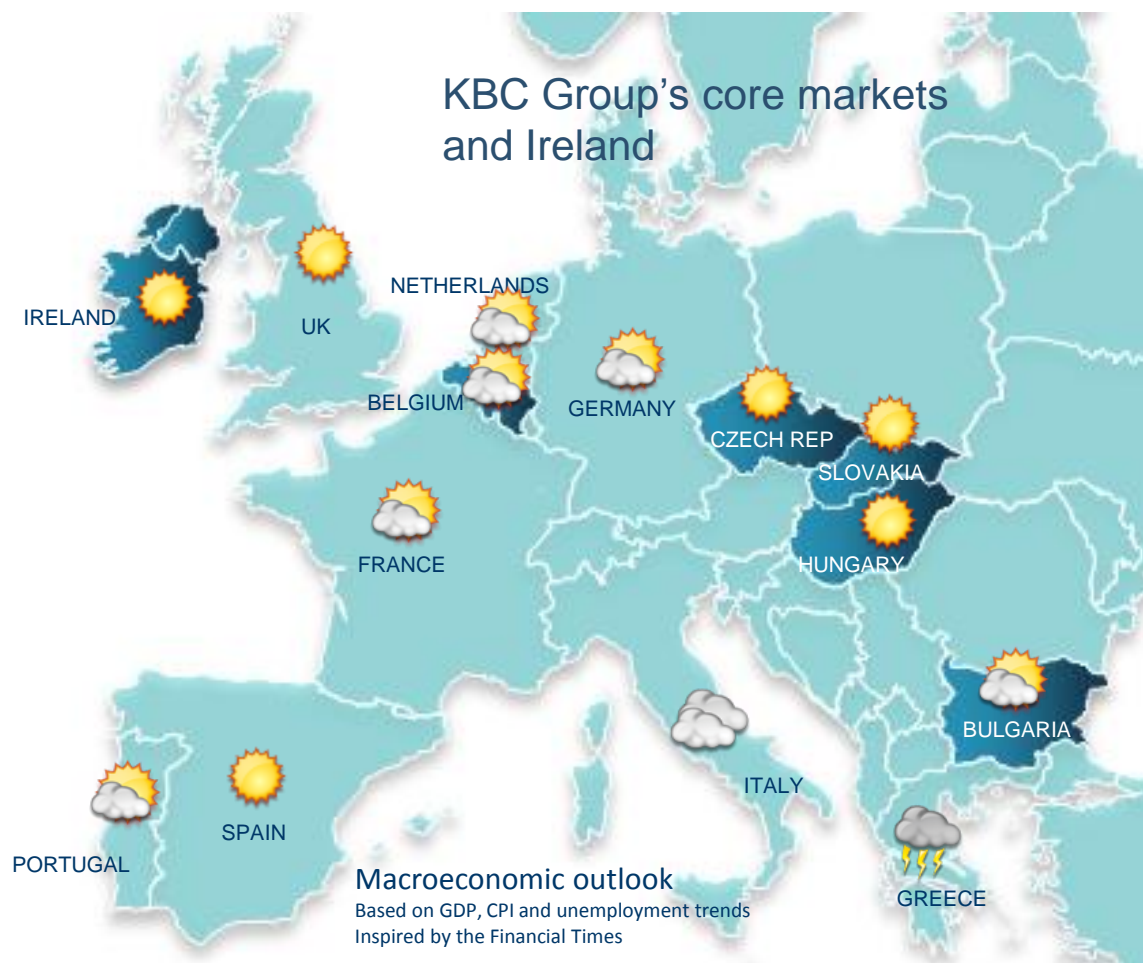 KBC Group's core markets
and Ireland
NETHERLANDS
IRELAND
UK
BELGIUM
GERMANY
CZECH REP
SLOVAKIA
FRANCE
HUNGARY
BULGARIA
ITALY
SPAIN
PORTUGAL
GREECE
Macroeconomic outlook
Based on GDP, CPI and unemployment trends
Inspired by the Financial Times